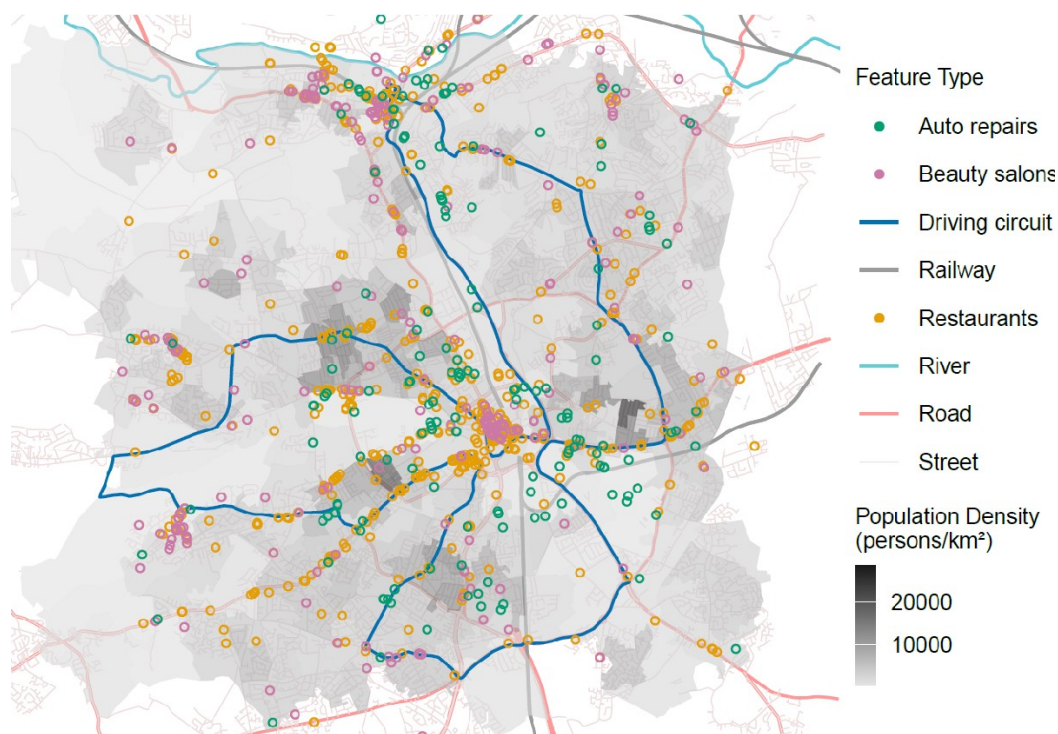 Feature Type
Auto repairs
Beauty salons
Driving circuit
Railway
Restaurants
River
Road
Street
Population Density
(persons/km²)
20000
10000